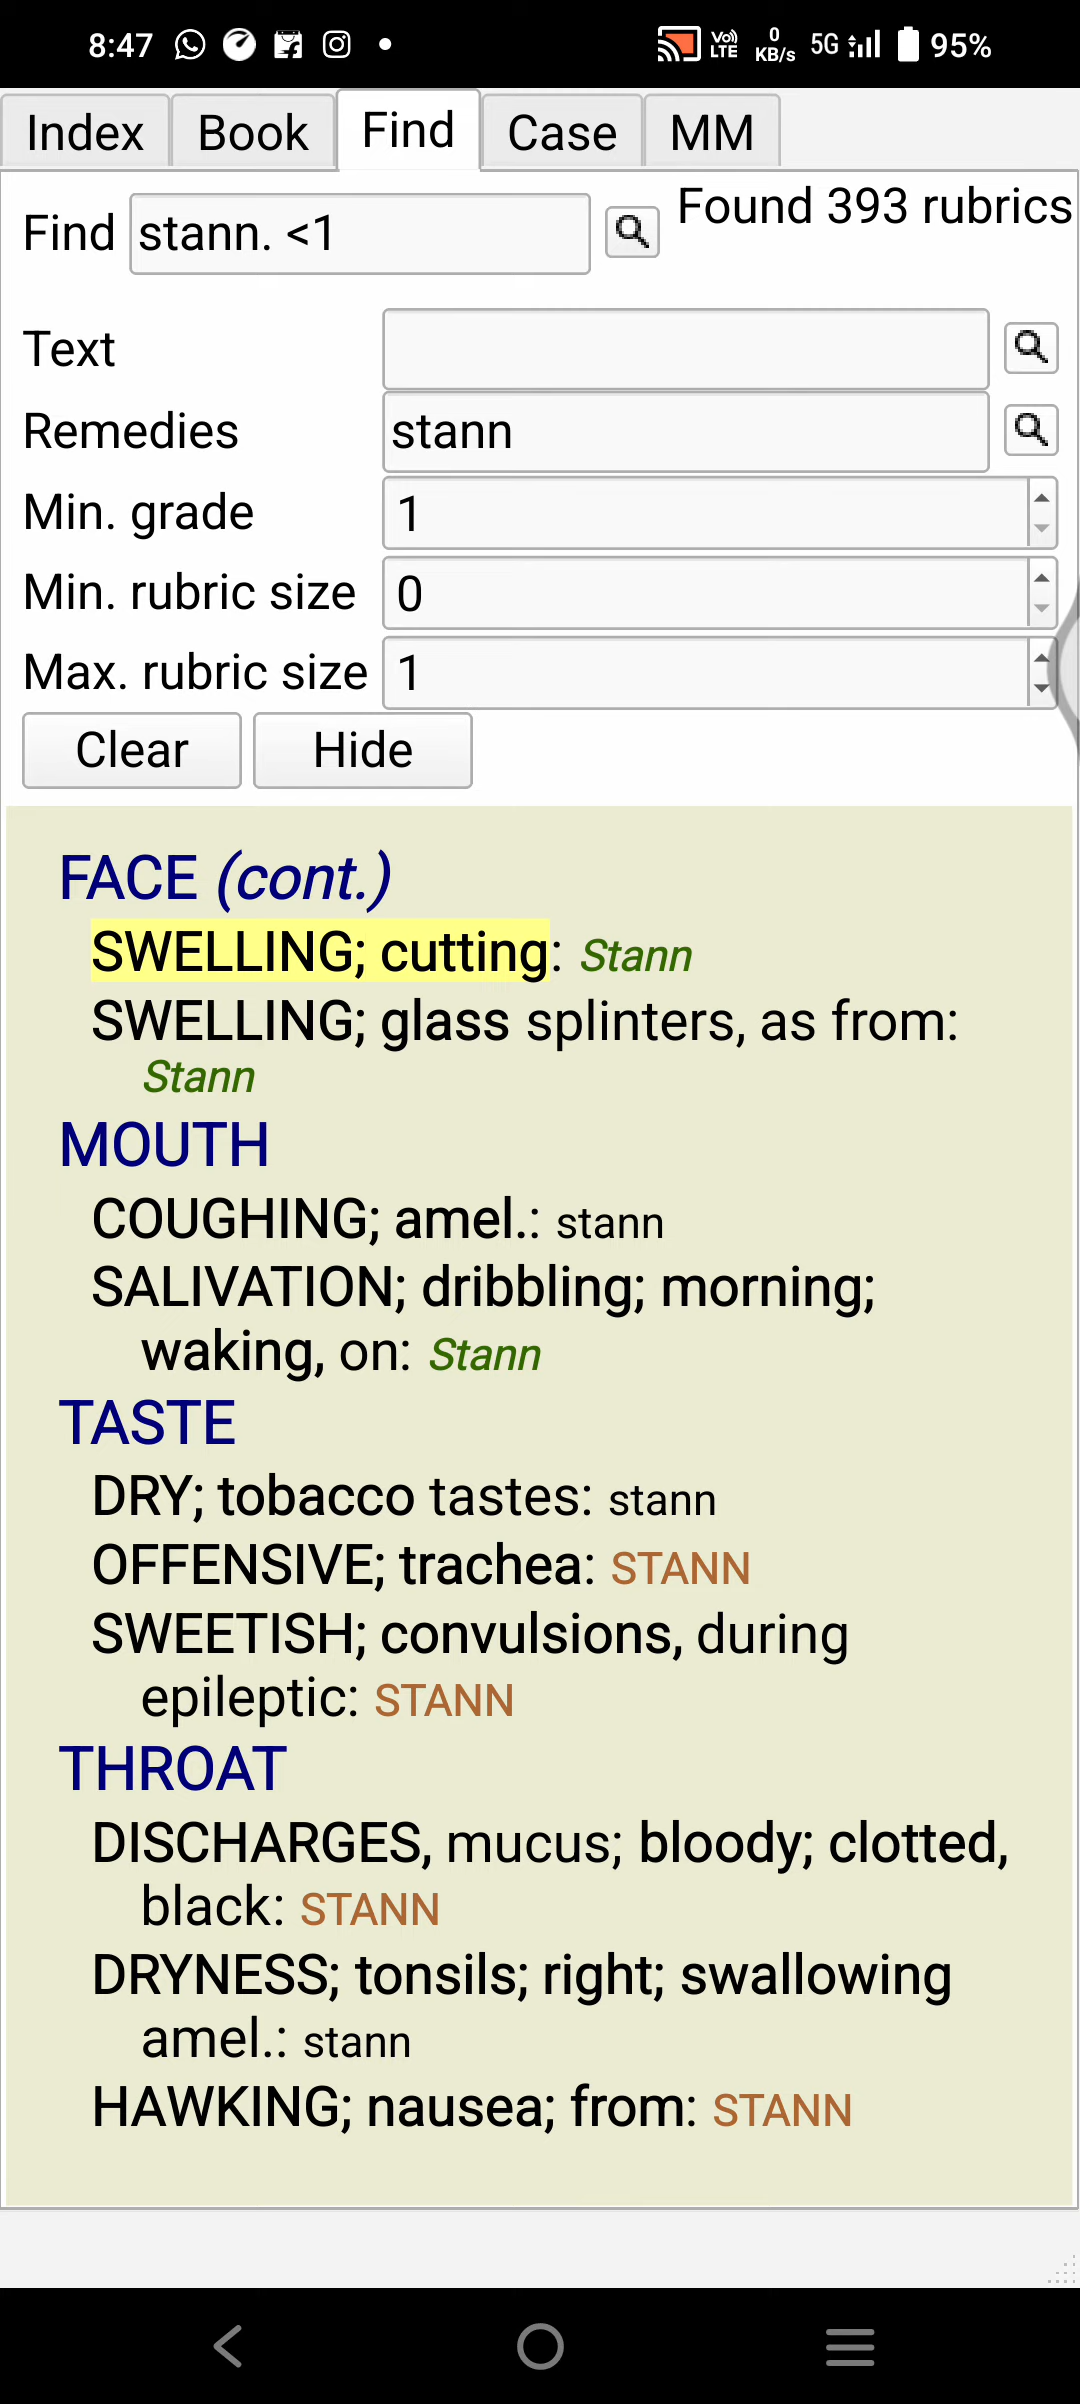 8:47
Vo) LTE 0 KB/s 5G 95%
Index Book Find Case MM
Find stann. <1 Found 393 rubrics
Text
Remedies stann
Min. grade 1
Min. rubric size 0
Max. rubric size 1
Clear Hide
FACE (cont.)
SWELLING; cutting: Stann
SWELLING; glass splinters, as from:
Stann
MOUTH
COUGHING; amel.: stann
SALIVATION; dribbling; morning;
waking, on: Stann
TASTE
DRY; tobacco tastes: stann
OFFENSIVE; trachea: STANN
SWEETISH; convulsions, during
epileptic: STANN
THROAT
DISCHARGES, mucus; bloody; clotted,
black: STANN
DRYNESS; tonsils; right; swallowing
amel.: stann
HAWKING; nausea; from: STANN